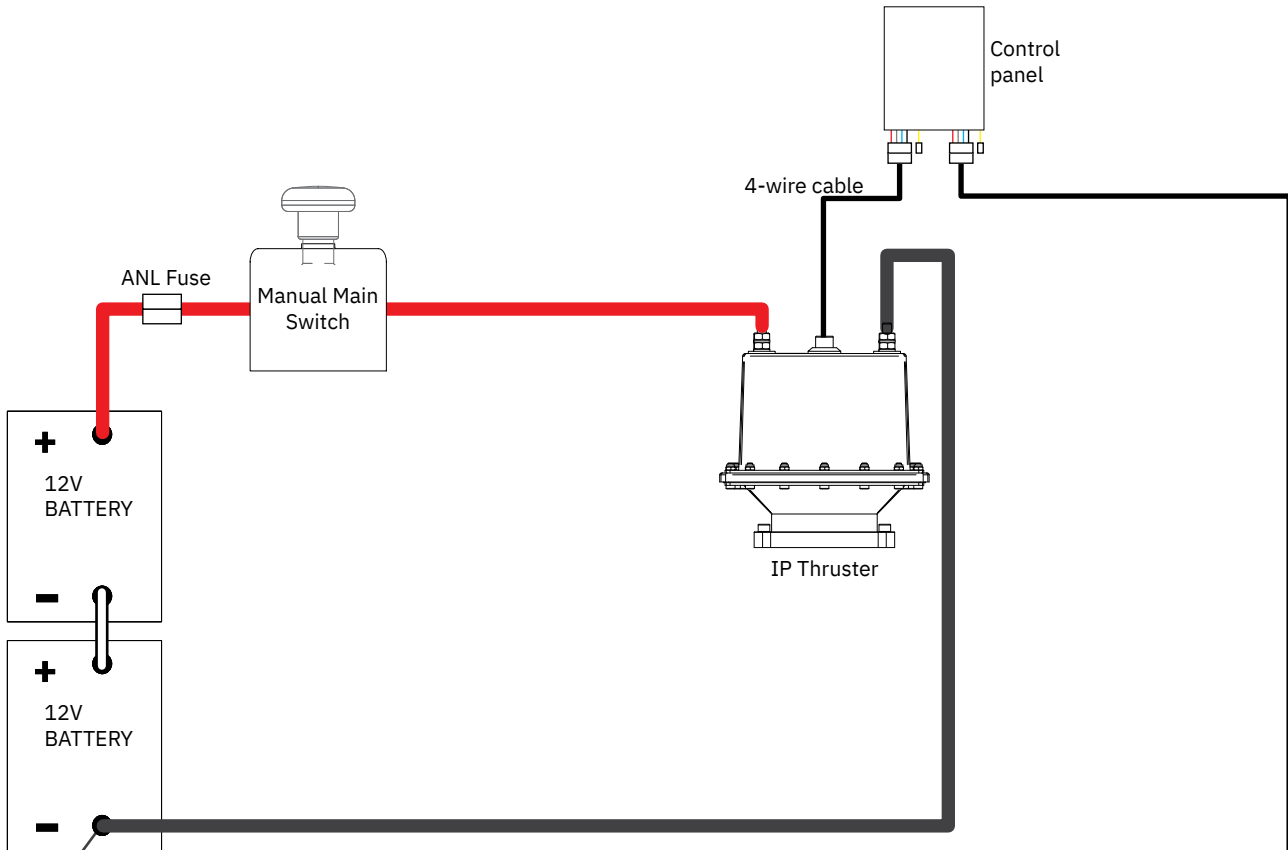 Control
panel
4-wire cable
ANL Fuse
Manual Main
Switch
+
12V
BATTERY
-
IP Thruster
+
12V
BATTERY
-